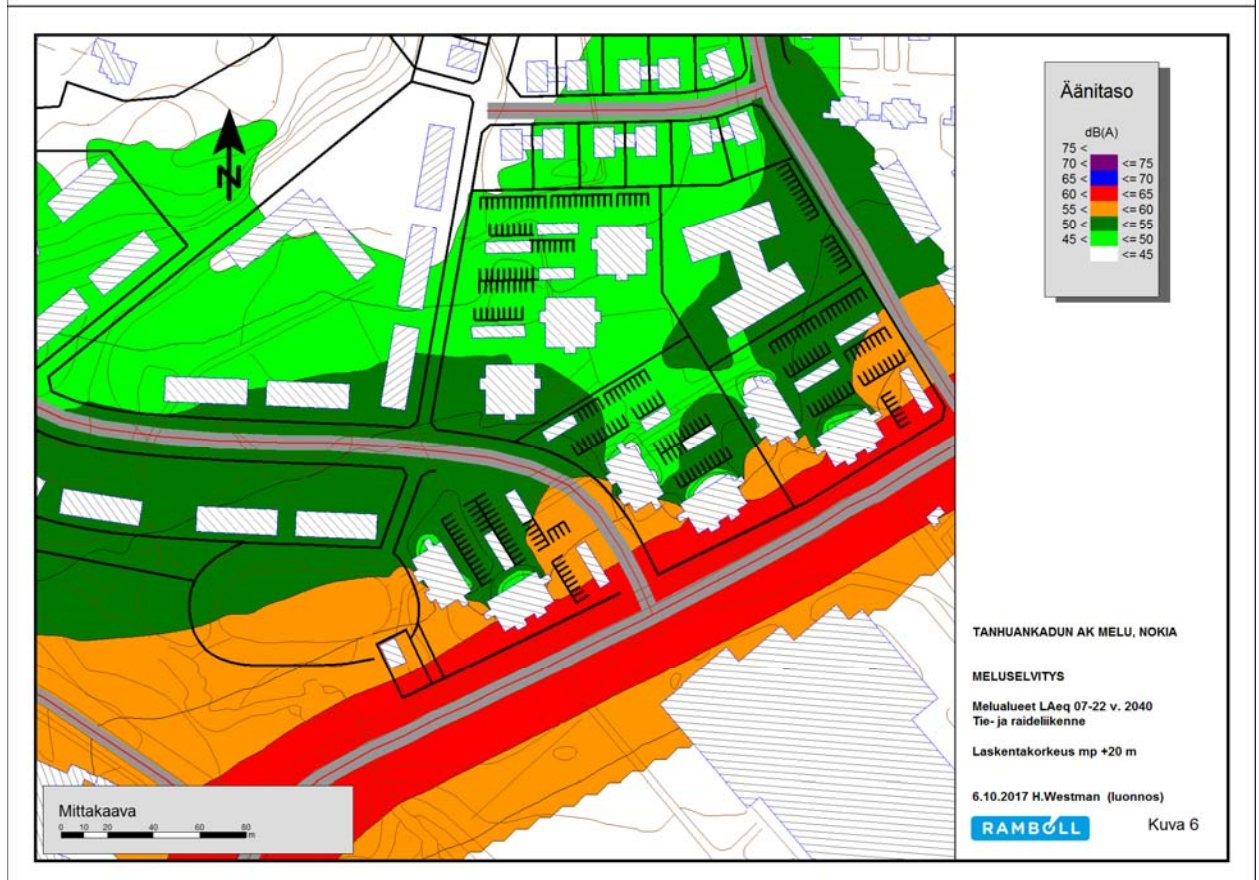 N
Äänitaso
dB(A)
75 <
70 < <= 75
65 < <= 70
60 < <= 65
55 < <= 60
50 < <= 55
45 < <= 50
<= 45
TANHUANKADUN AK MELU, NOKIA
MELUSELVITYS
Melualueet LAeq 07-22 v. 2040
Tie- ja raideliikenne
Laskentakorkeus mp +20 m
6.10.2017 H.Westman (luonnos)
RAMBOLL Kuva 6
Mittakaava
0 10 20 40 60 80
m